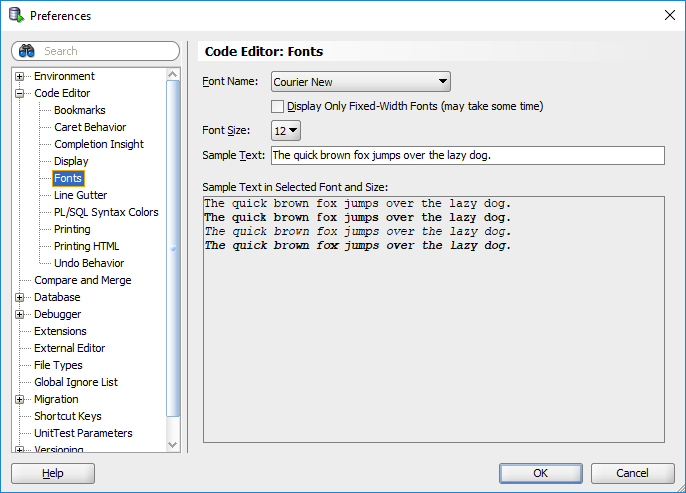 Preferences
Search
Environment
Code Editor
Bookmarks
Caret Behavior
Completion Insight
Display
Fonts
Line Gutter
PL/SQL Syntax Colors
Printing
Printing HTML
Undo Behavior
Compare and Merge
Database
Debugger
Extensions
External Editor
File Types
Global Ignore List
Migration
Shortcut Keys
UnitTest Parameters
Versioning
Code Editor: Fonts
Font Name: Courier New
Display Only Fixed-Width Fonts (may take some time)
Font Size: 12
Sample Text: The quick brown fox jumps over the lazy dog.
Sample Text in Selected Font and Size:
The quick brown fox jumps over the lazy dog.
The quick brown fox jumps over the lazy dog.
The quick brown fox jumps over the lazy dog.
The quick brown fox jumps over the lazy dog.
Help
OK
Cancel